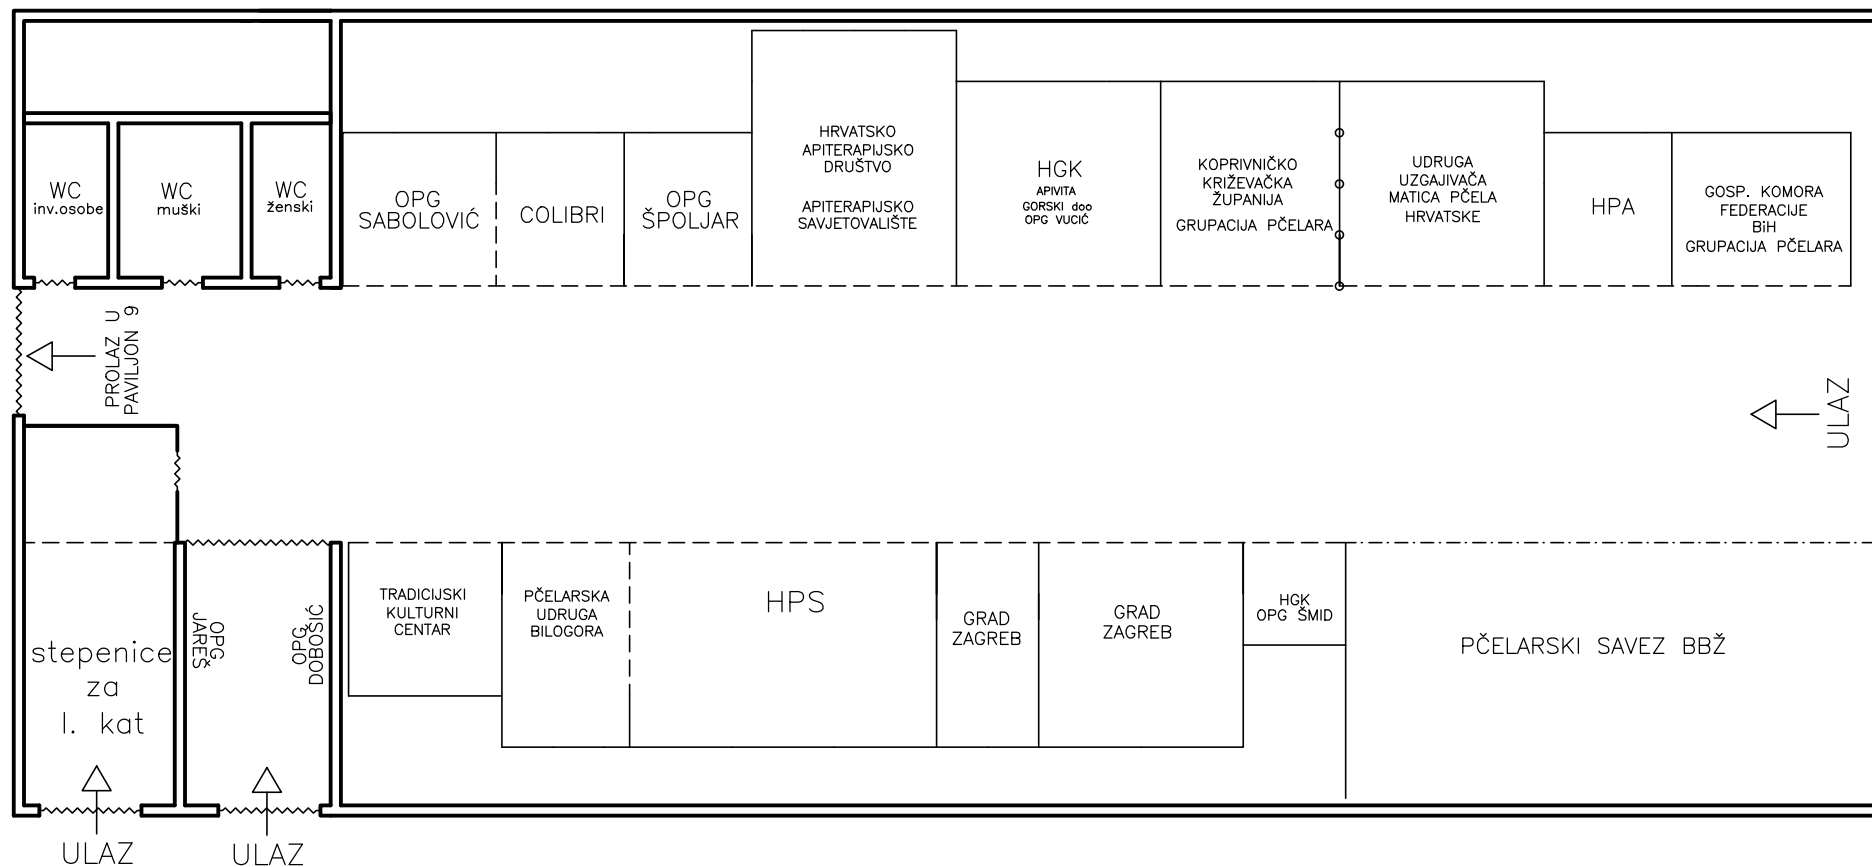 WC
inv.osobe
WC
muški
WC
ženski
OPG
SABOLOVIĆ
COLIBRI
OPG
ŠPOLJAR
HRVATSKO
APITERAPIJSKO
DRUŠTVO
APITERAPIJSKO
SAVJETOVALIŠTE
HGK
APIVITA
GORSKI doo
OPG VUCIĆ
KOPRIVNIČKO
KRIŽEVAČKA
ŽUPANIJA
GRUPACIJA PČELARA
UDRUGA
UZGAJIVAČA
MATICA PČELA
HRVATSKE
HPA
GOSP. KOMORA
FEDERACIJE
BiH
GRUPACIJA PČELARA
PROLAZ U
PAVILJON 9
ULAZ
stepenice
za
I. kat
OPG
JAREŠ
OPG
DOBOŠIĆ
TRADICIJSKI
KULTURNI
CENTAR
PČELARSKA
UDRUGA
BILOGORA
HPS
GRAD
ZAGREB
GRAD
ZAGREB
HGK
OPG ŠMID
PČELARSKI SAVEZ BBŽ
ULAZ
ULAZ